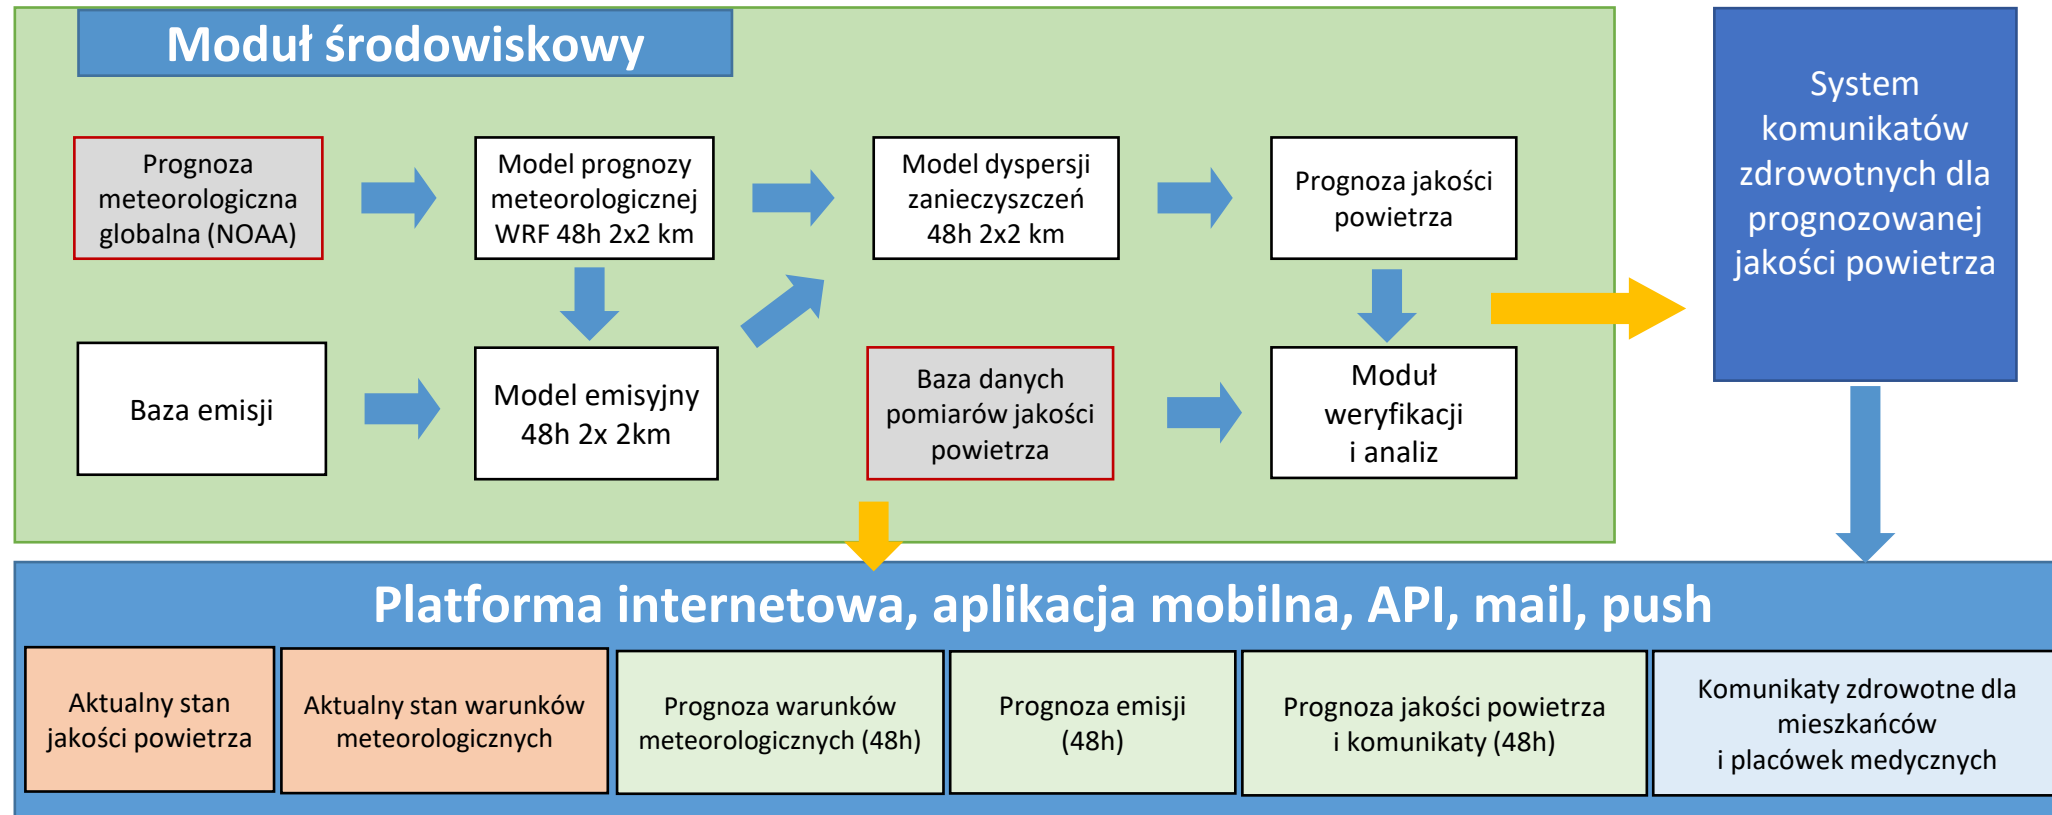 Moduł środowiskowy
Prognoza
meteorologiczna
globalna (NOAA)
Model prognozy
meteorologicznej
WRF 48h 2x2 km
Model dyspersji
zanieczyszczeń
48h 2x2 km
Prognoza jakości
powietrza
Baza emisji
Model emisyjny
48h 2x 2km
Baza danych
pomiarów jakości
powietrza
Moduł
weryfikacji
i analiz
System
komunikatów
zdrowotnych dla
prognozowanej
jakości powietrza
Platforma internetowa, aplikacja mobilna, API, mail, push
Aktualny stan
jakości powietrza
Aktualny stan warunków
meteorologicznych
Prognoza warunków
meteorologicznych (48h)
Prognoza emisji
(48h)
Prognoza jakości powietrza
i komunikaty (48h)
Komunikaty zdrowotne dla
mieszkańców
i placówek medycznych